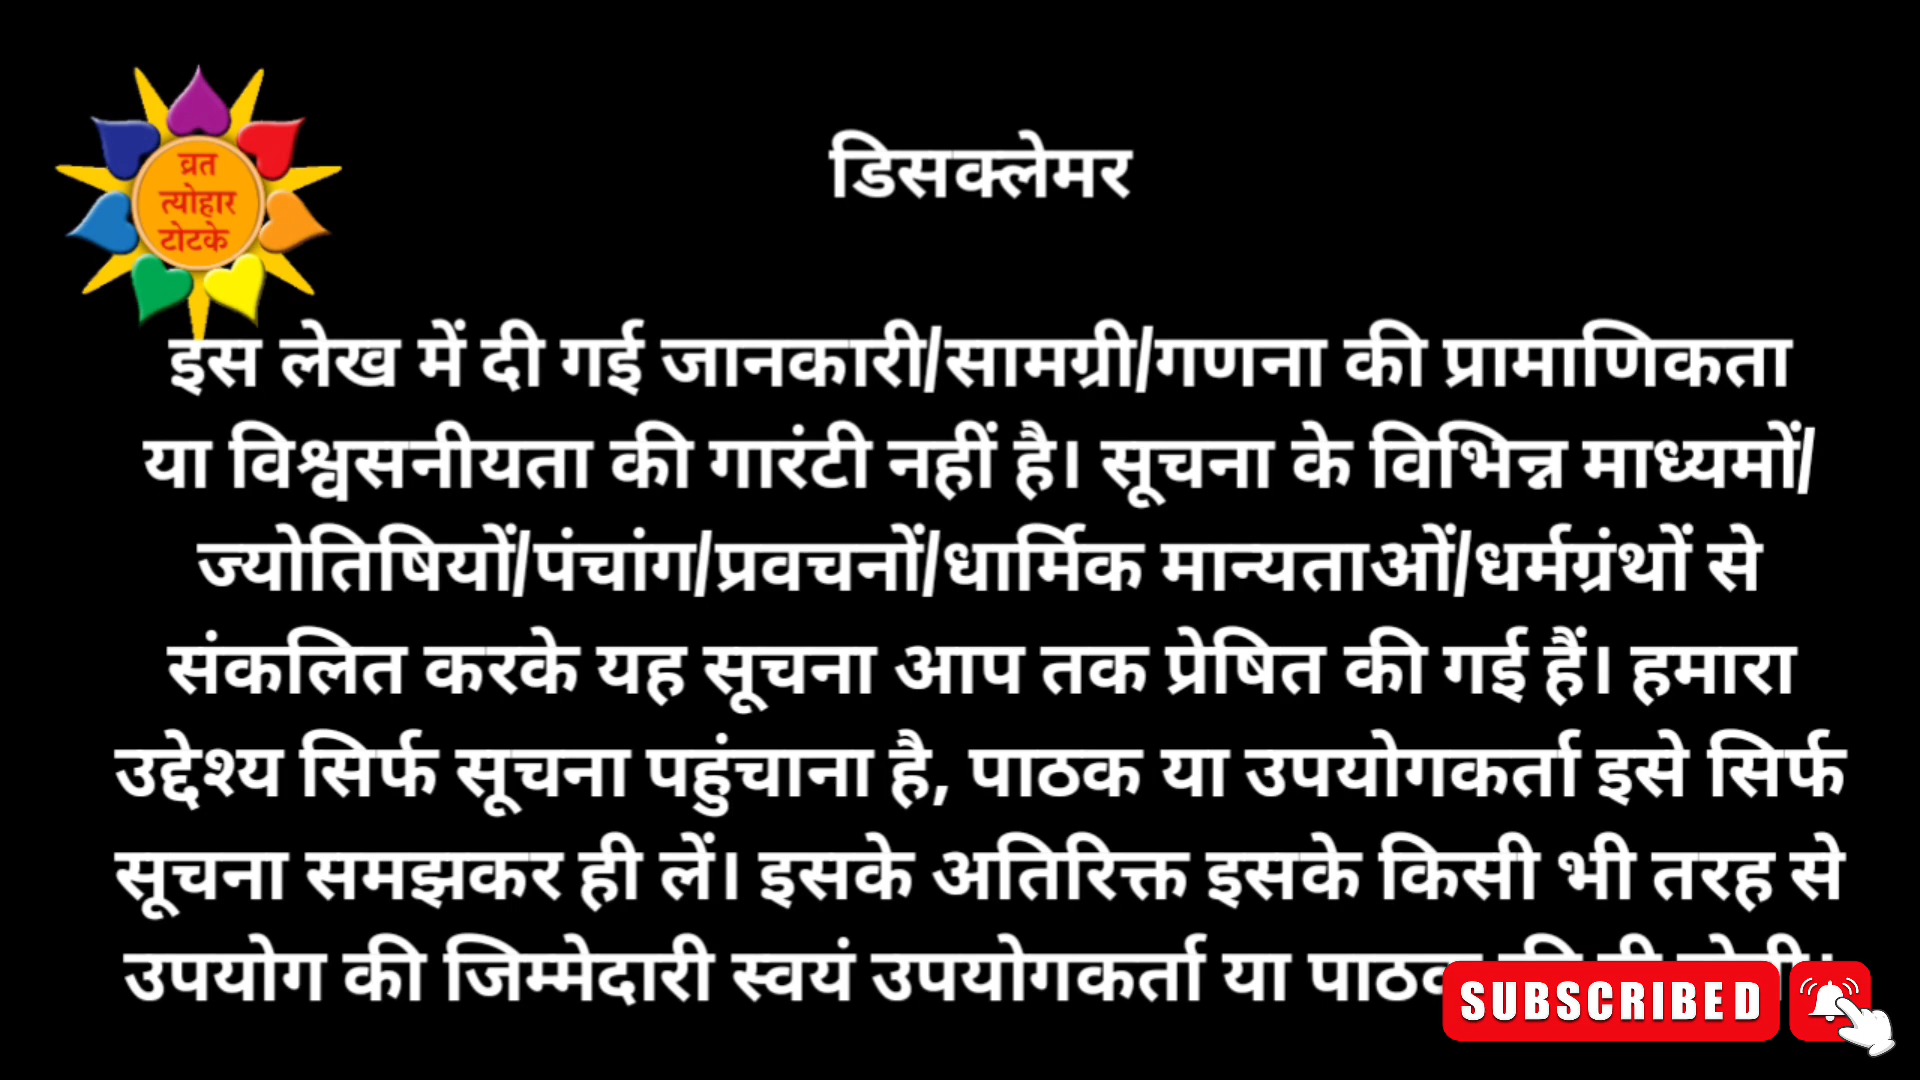 व्रत
त्योहार
टोटके
डिसक्लेमर
इस लेख में दी गई जानकारी/सामग्री/गणना की प्रामाणिकता
या विश्वसनीयता की गारंटी नहीं है। सूचना के विभिन्न माध्यमों/
ज्योतिषियों/पंचांग/प्रवचनों/धार्मिक मान्यताओं/धर्मग्रंथों से
संकलित करके यह सूचना आप तक प्रेषित की गई हैं। हमारा
उद्देश्य सिर्फ सूचना पहुंचाना है, पाठक या उपयोगकर्ता इसे सिर्फ
सूचना समझकर ही लें। इसके अतिरिक्त इसके किसी भी तरह से
उपयोग की जिम्मेदारी स्वयं उपयोगकर्ता या
SUBSCRIBED